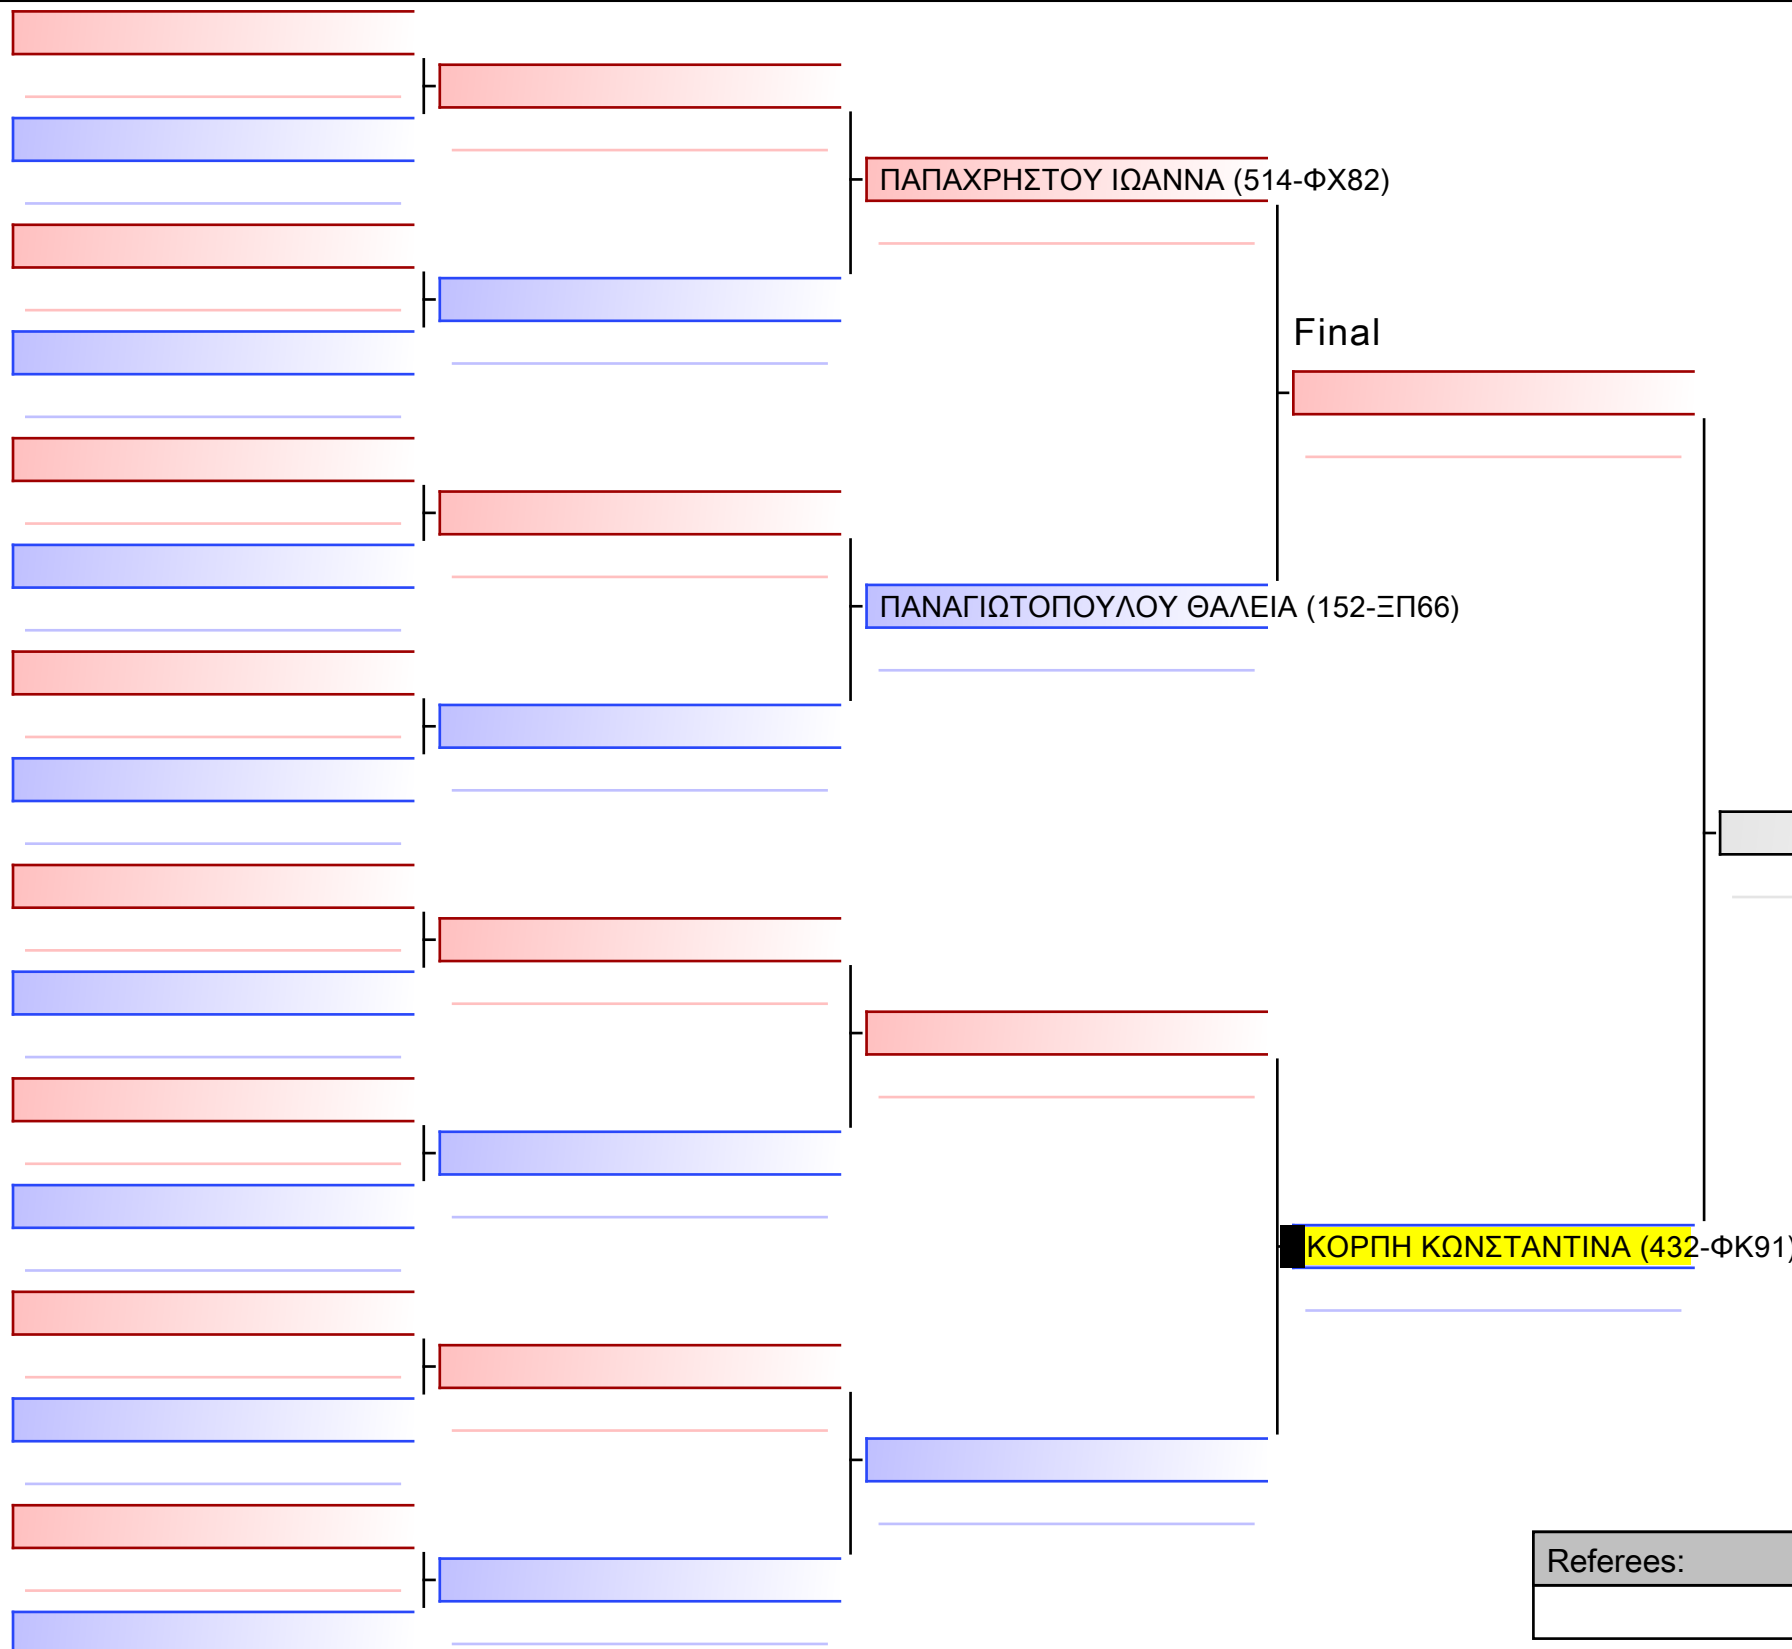 ΠΑΠΑΧΡΗΣΤΟΥ ΙΩΑΝΝΑ (514-ΦΧ82)
Final
ΠΑΝΑΓΙΩΤΟΠΟΥΛΟΥ ΘΑΛΕΙΑ (152-ΞΠ66)
ΚΟΡΠΗ ΚΩΝΣΤΑΝΤΙΝΑ (432-ΦΚ91)
Referees: